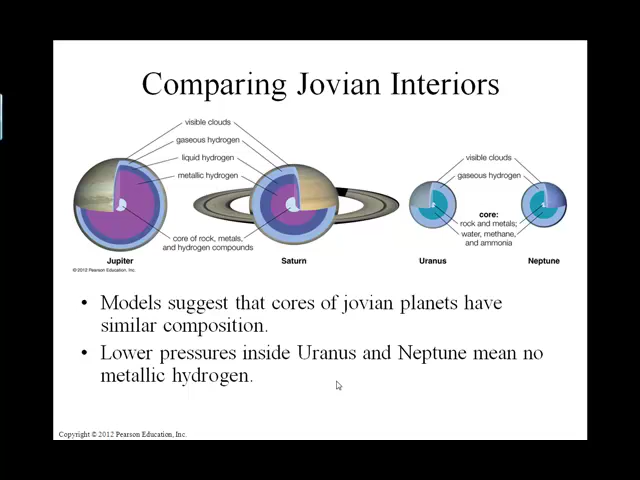 Comparing Jovian Interiors
visible clouds
gaseous hydrogen
liquid hydrogen
metallic hydrogen
core of rock, metals,
and hydrogen compounds
Jupiter
Saturn
visible clouds
gaseous hydrogen
core:
rock and metals;
water, methane,
and ammonia
Uranus
Neptune
© 2012 Pearson Education, Inc.
• Models suggest that cores of jovian planets have
similar composition.
• Lower pressures inside Uranus and Neptune mean no
metallic hydrogen.
Copyright © 2012 Pearson Education, Inc.